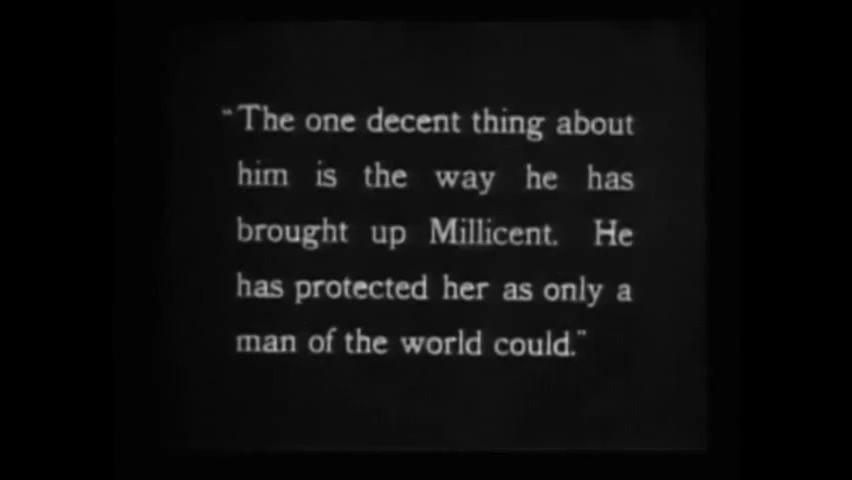 "The one decent thing about
him is the way he has
brought up Millicent. He
has protected her as only a
man of the world could."